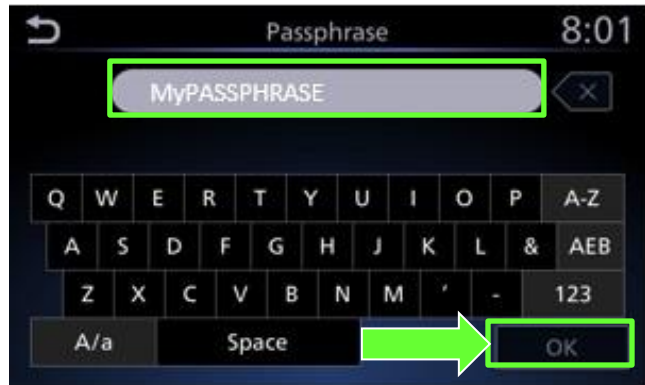 Passphrase 8:01
MyPASSPHRASE
Q W E R T Y U I O P A-Z
A S D F G H J K L & AEB
Z X C V B N M ' - 123
A/a Space OK